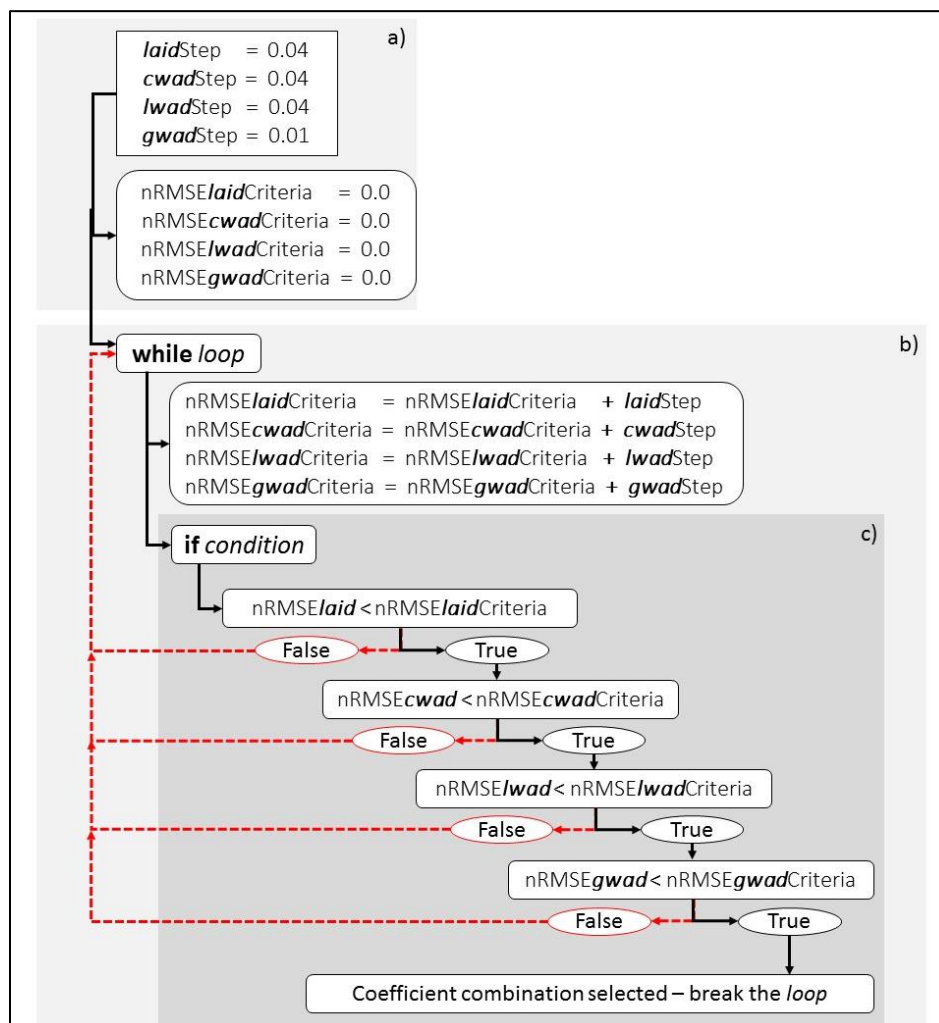 a)
laidStep = 0.04
cwadStep = 0.04
lwadStep = 0.04
gwadStep = 0.01
nRMSElaidCriteria = 0.0
nRMSEcwadCriteria = 0.0
nRMSElwadCriteria = 0.0
nRMSEgwadCriteria = 0.0
b)
while loop
nRMSElaidCriteria = nRMSElaidCriteria + laidStep
nRMSEcwadCriteria = nRMSEcwadCriteria + cwadStep
nRMSElwadCriteria = nRMSElwadCriteria + lwadStep
nRMSEgwadCriteria = nRMSEgwadCriteria + gwadStep
c)
if condition
nRMSElaid < nRMSElaidCriteria
False True
nRMSEcwad < nRMSEcwadCriteria
False True
nRMSElwad < nRMSElwadCriteria
False True
nRMSEgwad < nRMSEgwadCriteria
False True
Coefficient combination selected – break the loop